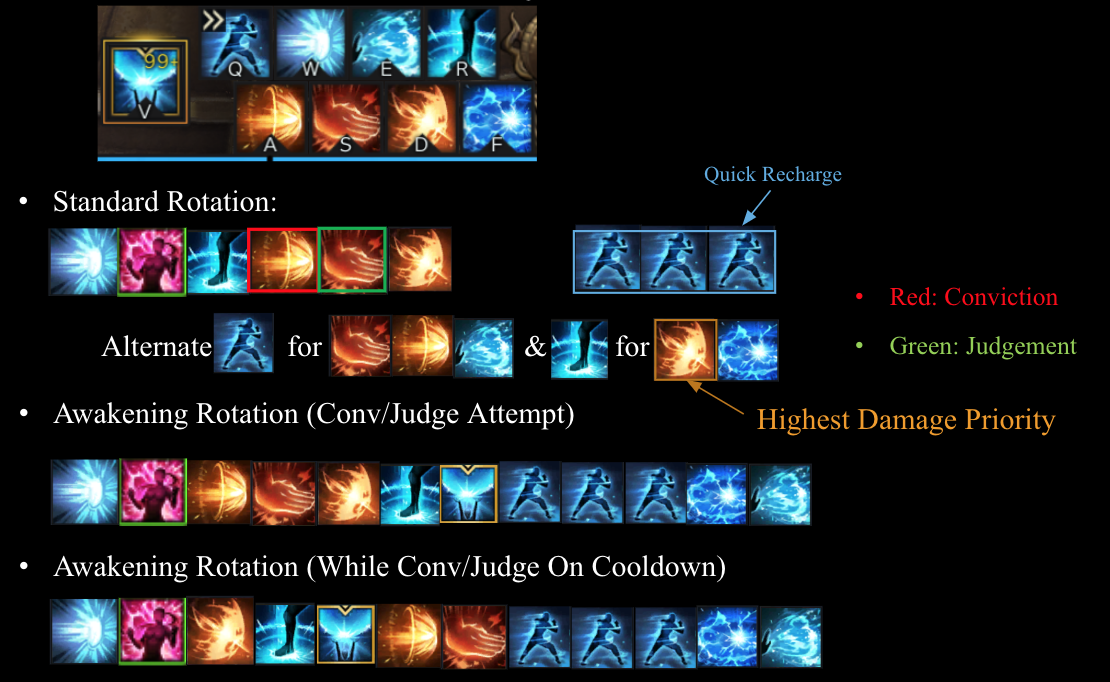 99+
Q W E R
V
A S D F
Quick Recharge
• Standard Rotation:
• Red: Conviction
Alternate for & for
• Green: Judgement
• Awakening Rotation (Conv/Judge Attempt)
Highest Damage Priority
• Awakening Rotation (While Conv/Judge On Cooldown)